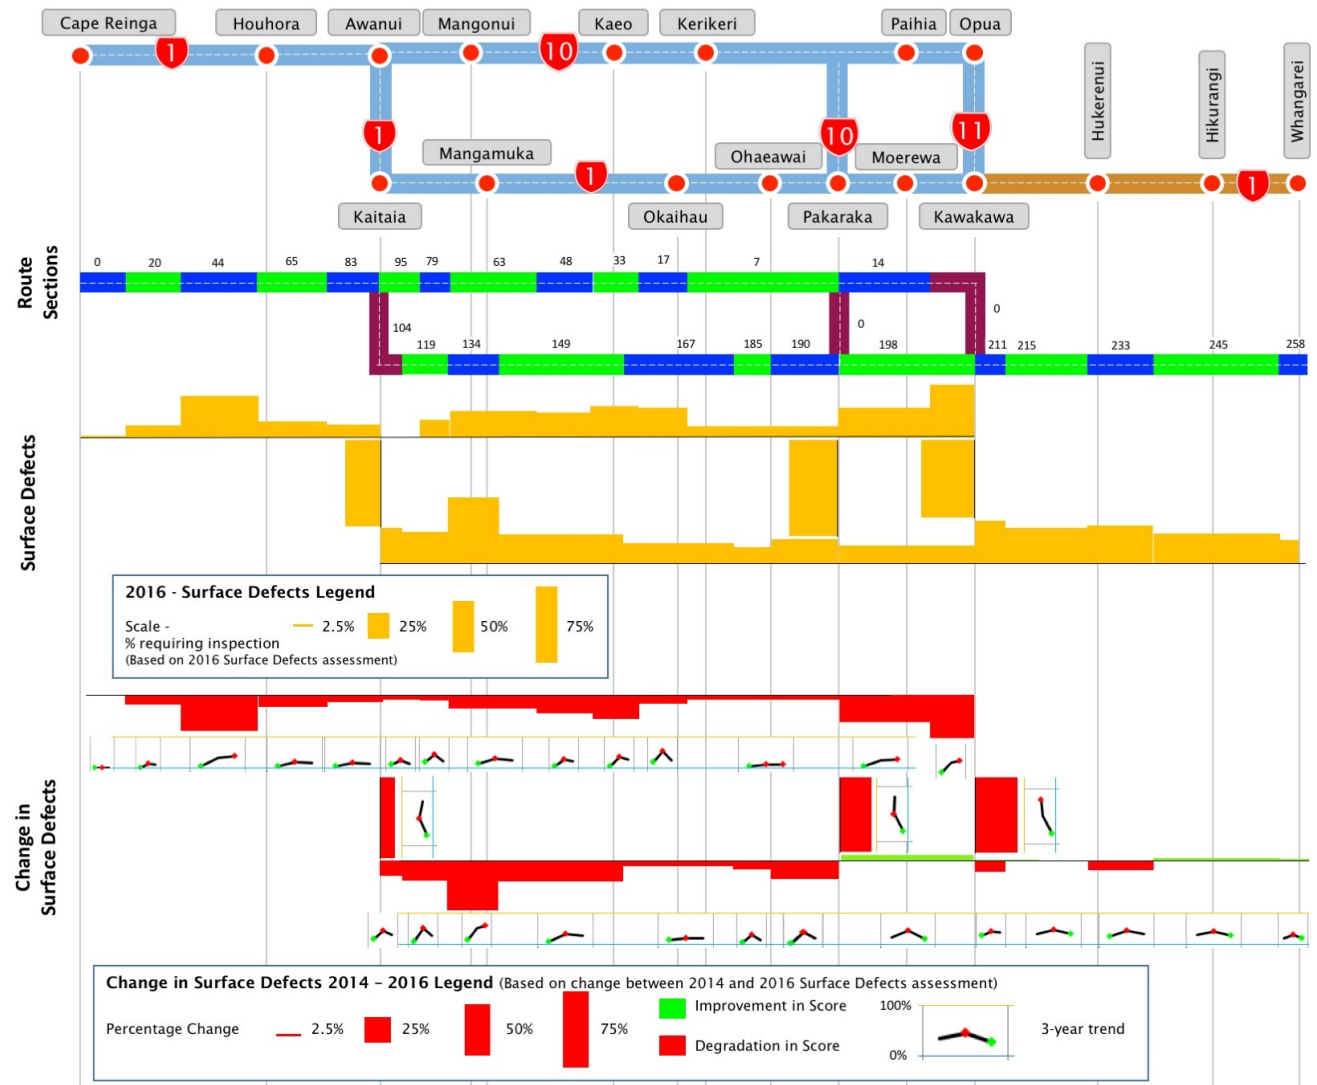 Cape Reinga
Houhora
Awanui
Mangonui
Kaeo
Kerikeri
Paihia
Opua
1
10
Hukerenui
Hikurangi
Whangarei
1
10
11
Mangamuka
Ohaeawai
Moerewa
1
1
Kaitaia
Okaihau
Pakaraka
Kawakawa
Route
Sections
0
20
44
65
83
95
79
63
48
33
17
7
14
104
0
0
119
134
149
167
185
190
198
211
215
233
245
258
Surface Defects
2016 - Surface Defects Legend
Scale -
% requiring inspection
(Based on 2016 Surface Defects assessment)
2.5%
25%
50%
75%
Change in
Surface Defects
Change in Surface Defects 2014 – 2016 Legend (Based on change between 2014 and 2016 Surface Defects assessment)
Percentage Change
2.5%
25%
50%
75%
Improvement in Score
Degradation in Score
100%
0%
3-year trend